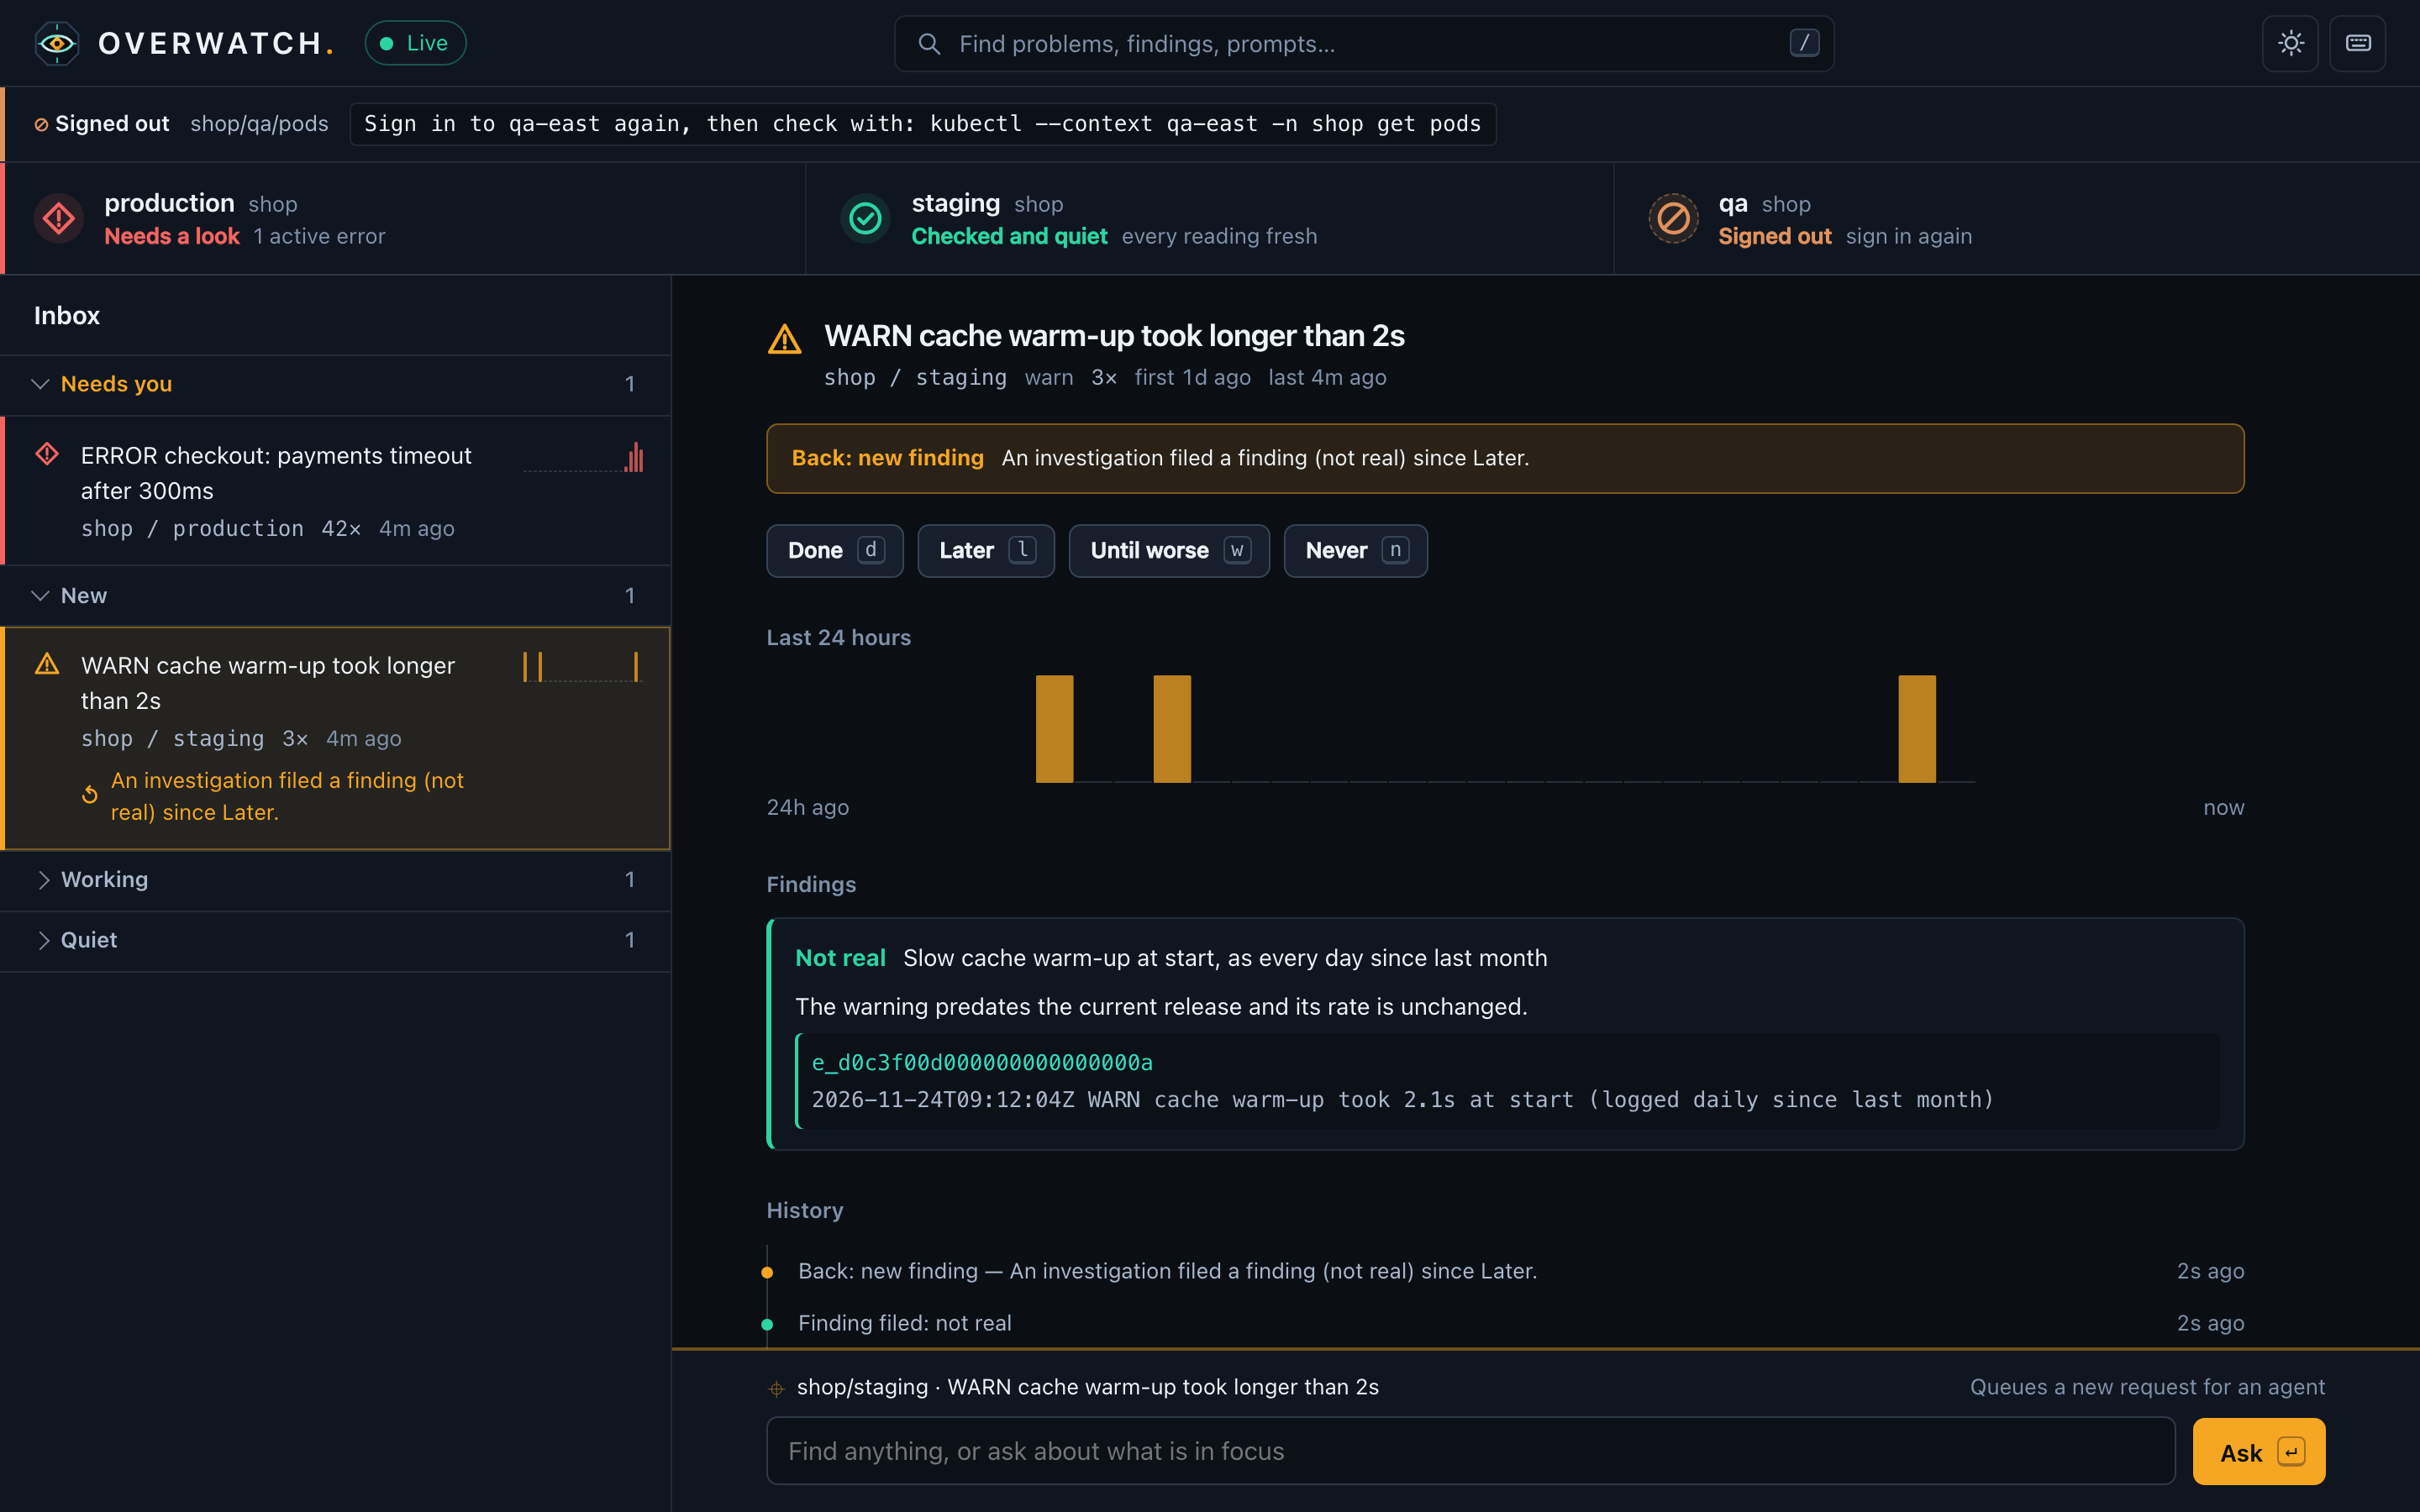 OVERWATCH.
Live
Find problems, findings, prompts...
/
Signed out shop/qa/pods Sign in to qa-east again, then check with: kubectl --context qa-east -n shop get pods
production shop
Needs a look 1 active error
staging shop
Checked and quiet every reading fresh
qa shop
Signed out sign in again
Inbox
Needs you 1
ERROR checkout: payments timeout
after 300ms
shop / production 42× 4m ago
New 1
WARN cache warm-up took longer
than 2s
shop / staging 3× 4m ago
An investigation filed a finding (not
real) since Later.
Working 1
Quiet 1
WARN cache warm-up took longer than 2s
shop / staging warn 3× first 1d ago last 4m ago
Back: new finding An investigation filed a finding (not real) since Later.
Done d Later l Until worse w Never n
Last 24 hours
24h ago now
Findings
Not real Slow cache warm-up at start, as every day since last month
The warning predates the current release and its rate is unchanged.
e_d0c3f00d000000000000000a
2026-11-24T09:12:04Z WARN cache warm-up took 2.1s at start (logged daily since last month)
History
Back: new finding — An investigation filed a finding (not real) since Later. 2s ago
Finding filed: not real 2s ago
shop/staging · WARN cache warm-up took longer than 2s Queues a new request for an agent
Find anything, or ask about what is in focus
Ask ↵